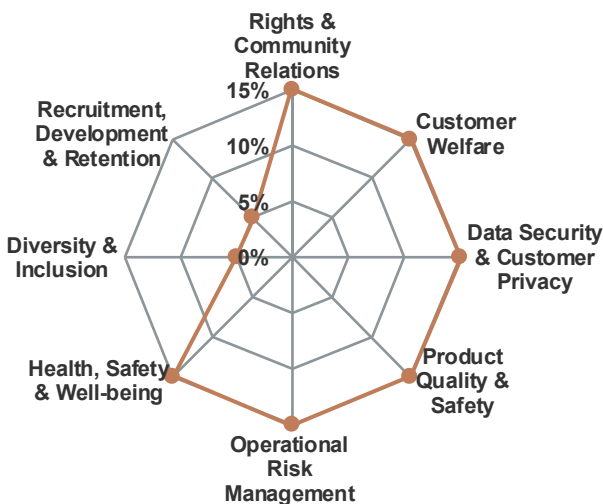 Rights &
Community
Relations
15%
10%
5%
0%
Customer
Welfare
Data Security
& Customer
Privacy
Product
Quality &
Safety
Operational
Risk
Management
Health, Safety
& Well-being
Diversity &
Inclusion
Recruitment,
Development
& Retention